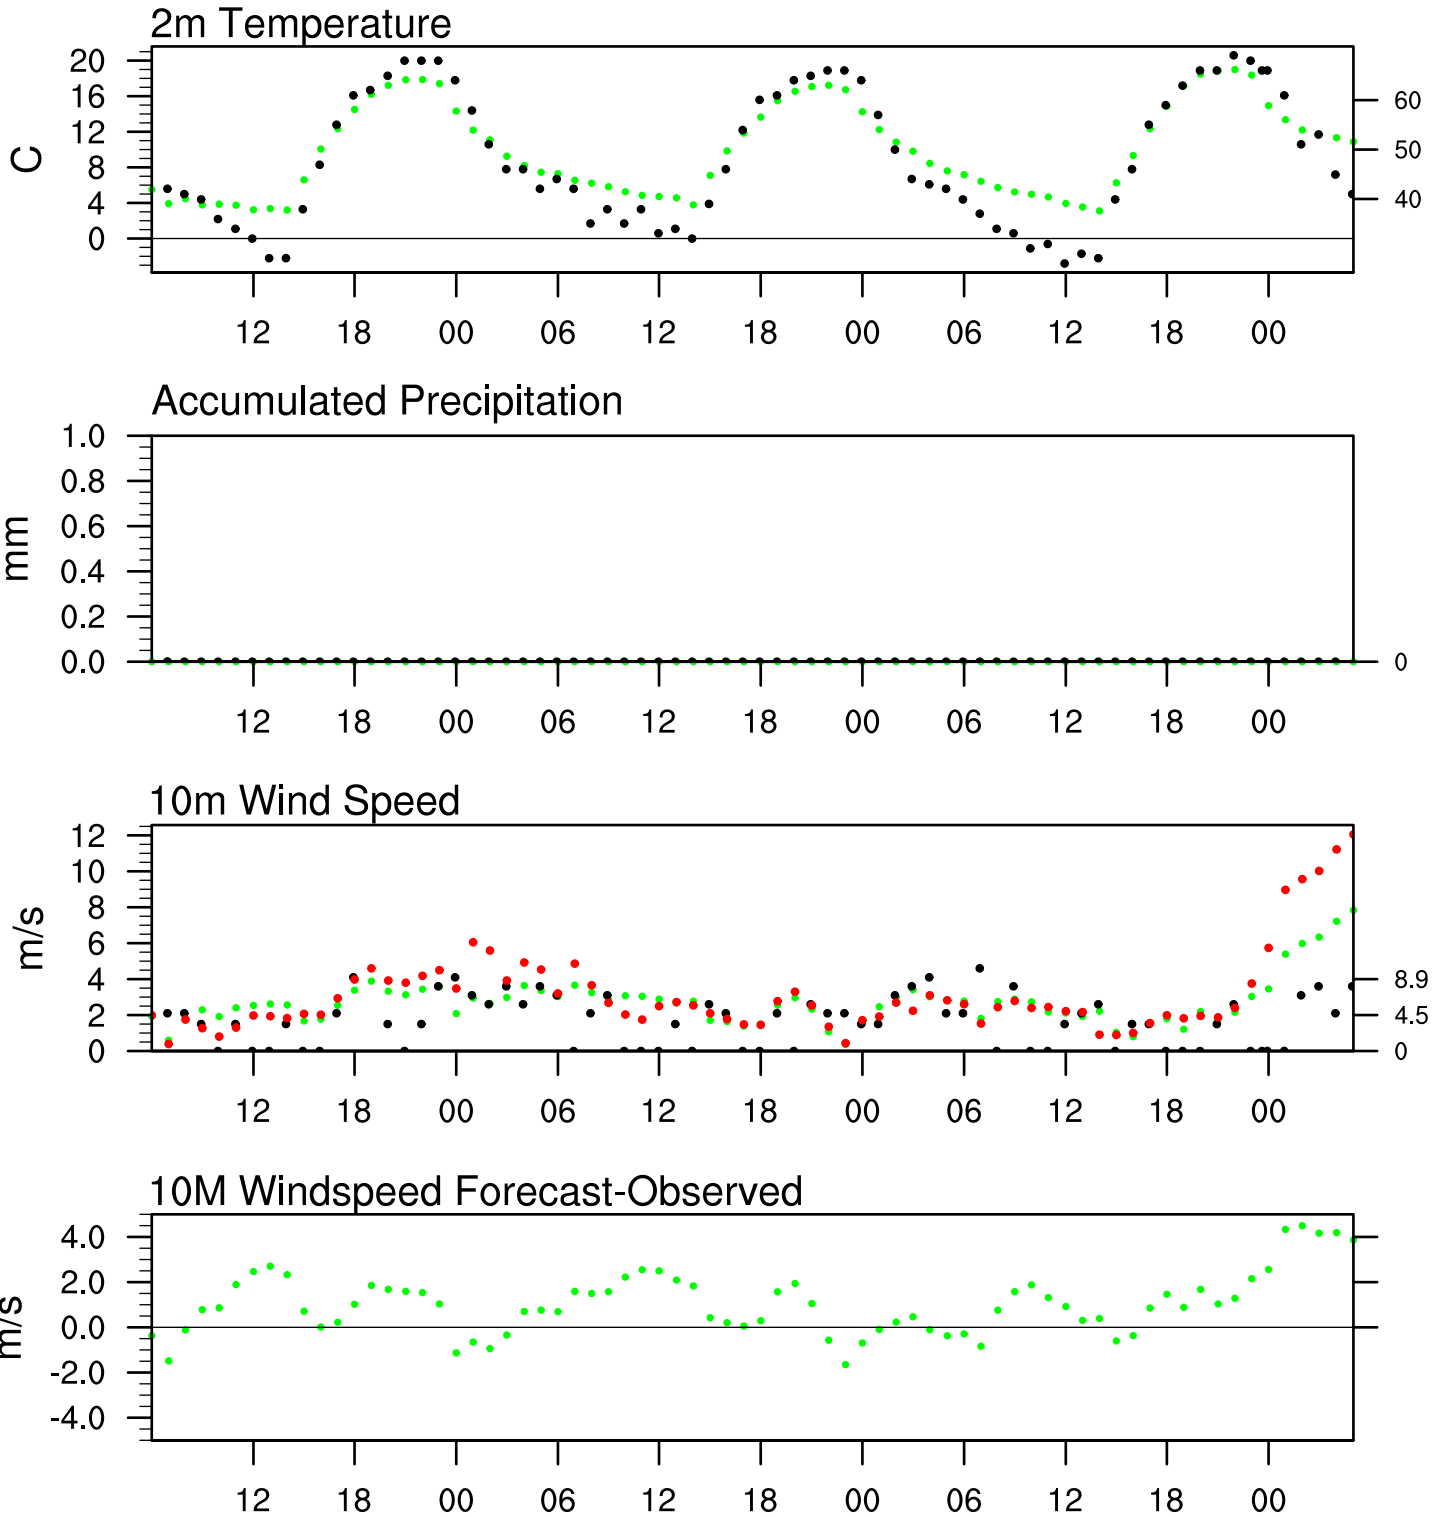 2m Temperature
20
16
12
8
4
0
C
60
50
40
12 18 00 06 12 18 00 06 12 18 00
Accumulated Precipitation
1.0
0.8
0.6
0.4
0.2
0.0
mm
0
12 18 00 06 12 18 00 06 12 18 00
10m Wind Speed
12
10
8
6
4
2
0
m/s
8.9
4.5
0
12 18 00 06 12 18 00 06 12 18 00
10M Windspeed Forecast-Observed
4.0
2.0
0.0
-2.0
-4.0
m/s
12 18 00 06 12 18 00 06 12 18 00